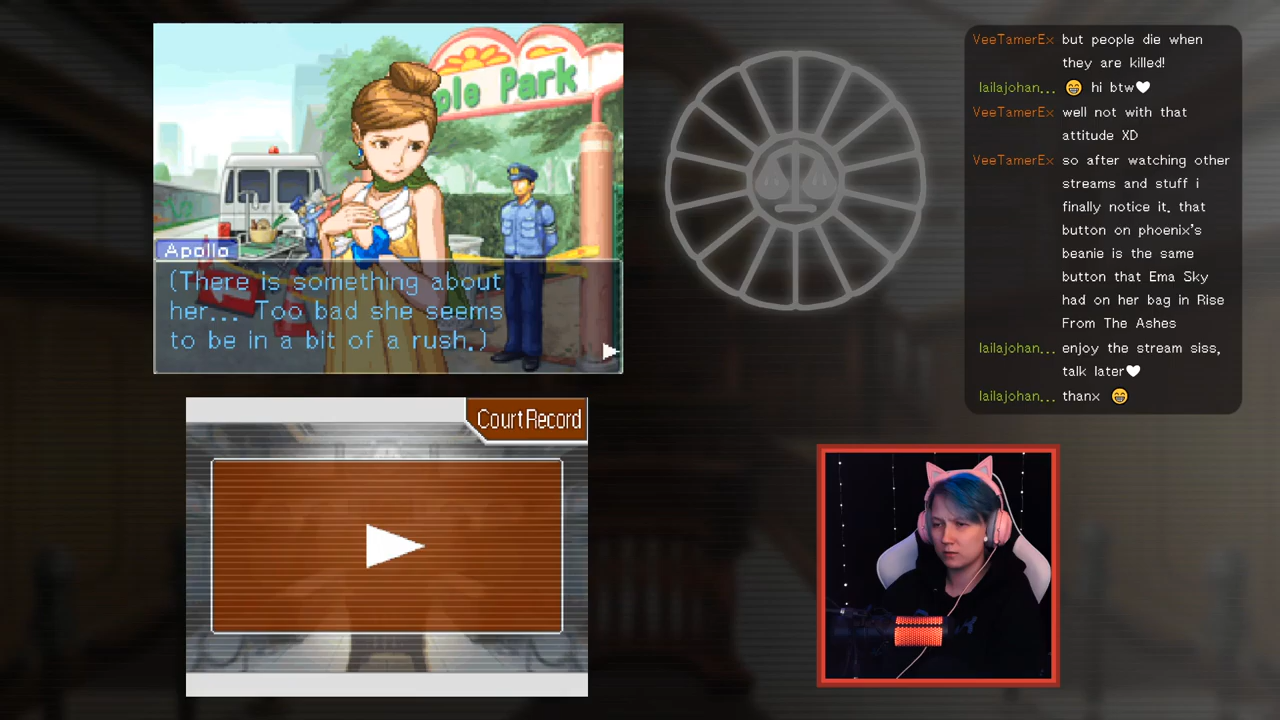 ple Park
Apollo
(There is something about
her... Too bad she seems
to be in a bit of a rush.)
Court Record
VeeTamerEx but people die when
they are killed!
lailajohan... 😁 hi btw🤍
VeeTamerEx well not with that
attitude XD
VeeTamerEx so after watching other
streams and stuff i
finally notice it. that
button on phoenix's
beanie is the same
button that Ema Sky
had on her bag in Rise
From The Ashes
lailajohan... enjoy the stream siss,
talk later🤍
lailajohan... thanx 😁